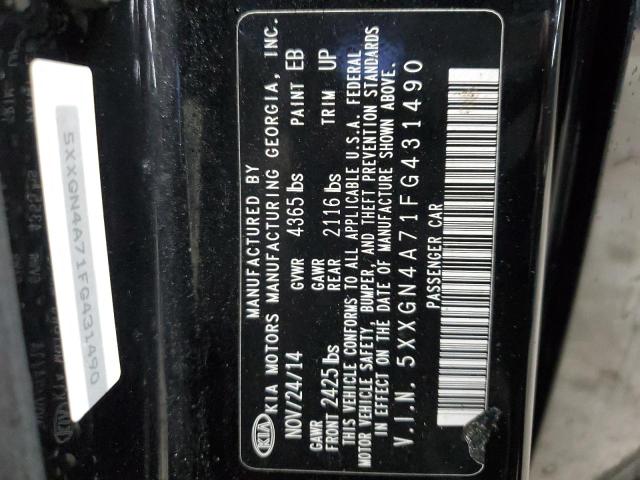 KIA
MANUFACTURED BY
KIA MOTORS MANUFACTURING GEORGIA, INC.
NOV/24/14 GVWR 4365 lbs PAINT EB
GAWR FRONT 2425 lbs GAWR REAR 2116 lbs TRIM UP
THIS VEHICLE CONFORMS TO ALL APPLICABLE U.S.A. FEDERAL
MOTOR VEHICLE SAFETY, BUMPER, AND THEFT PREVENTION STANDARDS
IN EFFECT ON THE DATE OF MANUFACTURE SHOWN ABOVE.
V.I.N. 5XXGN4A71FG431490
PASSENGER CAR
5XXGN4A71FG431490